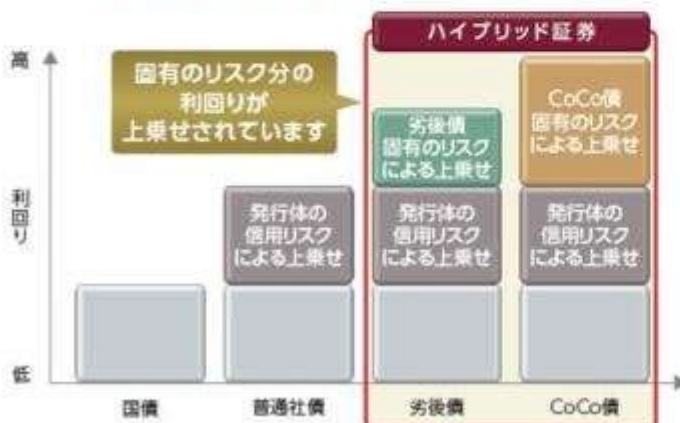 ハイブリッド証券
高
固有のリスク分の
利回りが
上乗せされています
CoCo債
固有のリスク
による上乗せ
劣後債
固有のリスク
による上乗せ
利回り
発行体の
信用リスク
による上乗せ
発行体の
信用リスク
による上乗せ
発行体の
信用リスク
による上乗せ
低
国債
普通社債
劣後債
CoCo債